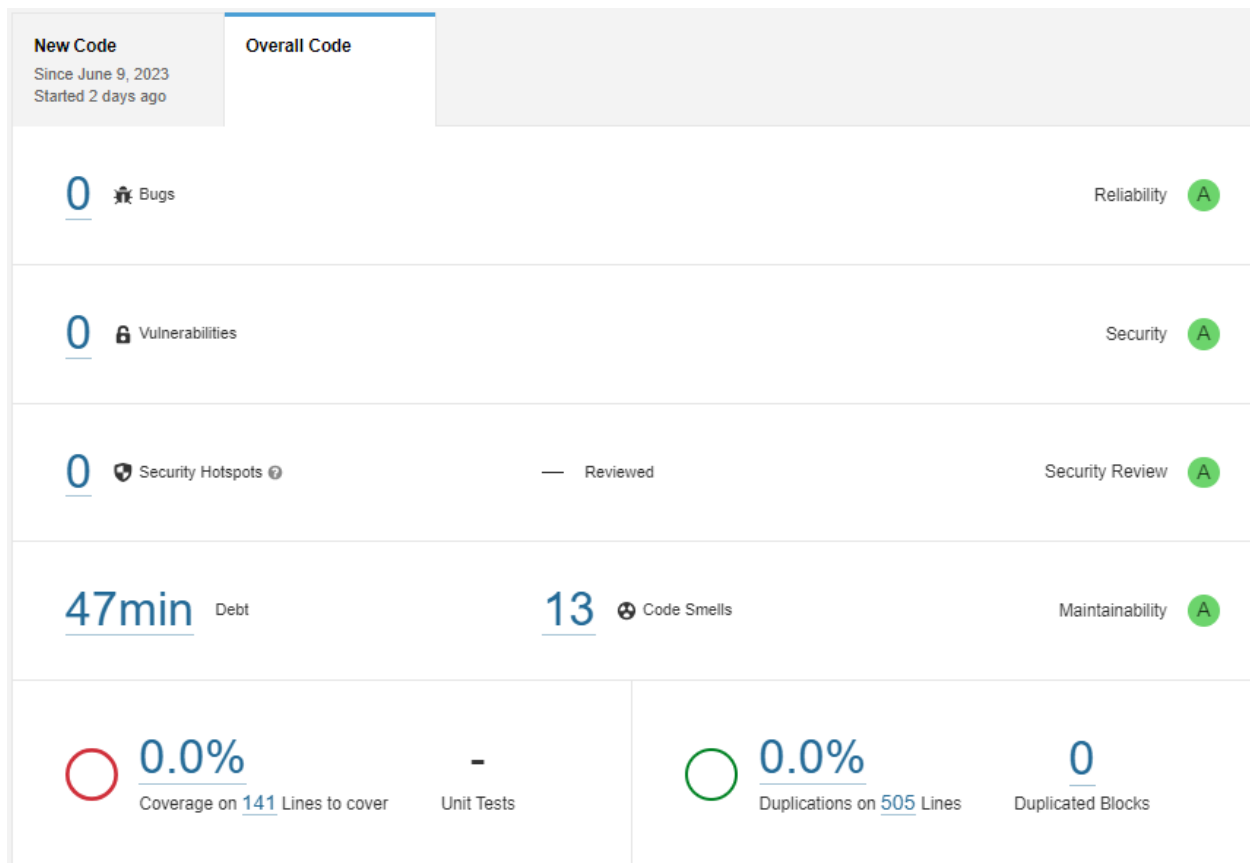 New Code
Since June 9, 2023
Started 2 days ago
Overall Code
0 Bugs
Reliability A
0 Vulnerabilities
Security A
0 Security Hotspots ?
— Reviewed
Security Review A
47min Debt
13 Code Smells
Maintainability A
0.0%
Coverage on 141 Lines to cover
-
Unit Tests
0.0%
Duplications on 505 Lines
0
Duplicated Blocks